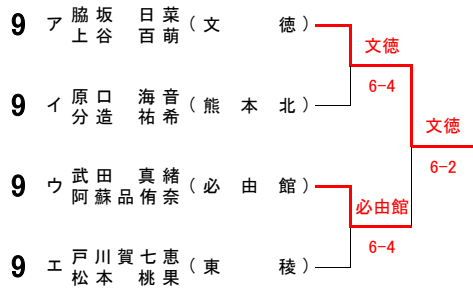 9 ア 脇坂 日菜 (文徳)
上谷 百萌
文徳
6-4
9 イ 原口 海音 (熊本北)
分造 祐希
文徳
6-2
9 ウ 武田 真緒 (必由館)
阿蘇品侑奈
必由館
6-4
9 エ 戸川賀七恵 (東稜)
松本 桃果